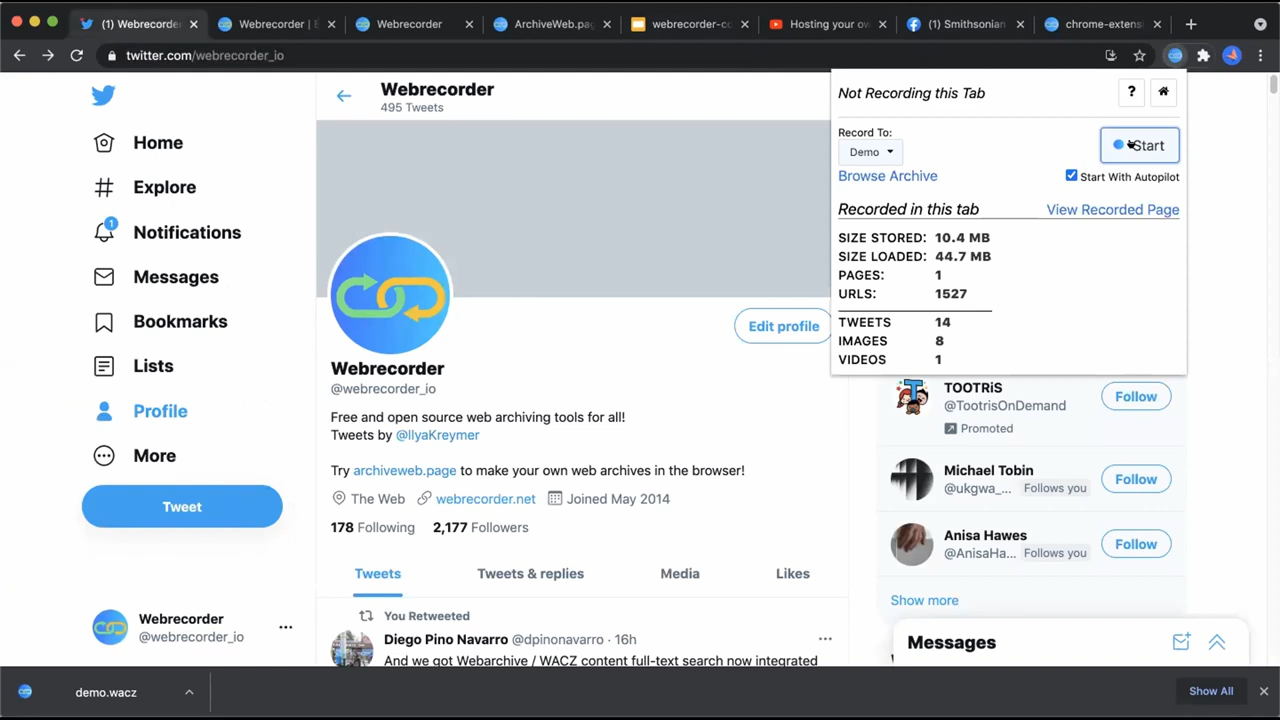 (1) Webrecorder
Webrecorder | B
Webrecorder
ArchiveWeb.pa
webrecorder-co
Hosting your ow
(1) Smithsonian
chrome-extens
twitter.com/webrecorder_io
Home
Explore
1
Notifications
Messages
Bookmarks
Lists
Profile
More
Tweet
Webrecorder
@webrecorder_io
Webrecorder
495 Tweets
Edit profile
Webrecorder
@webrecorder_io
Free and open source web archiving tools for all!
Tweets by @IlyaKreymer
Try archiveweb.page to make your own web archives in the browser!
The Web webrecorder.net Joined May 2014
178 Following 2,177 Followers
Tweets Tweets & replies Media Likes
You Retweeted
Diego Pino Navarro @dpinonavarro · 16h
And we got Webarchive / WACZ content full-text search now integrated
Not Recording this Tab
?
Record To:
Demo
Start
Browse Archive
Start With Autopilot
Recorded in this tab View Recorded Page
SIZE STORED: 10.4 MB
SIZE LOADED: 44.7 MB
PAGES: 1
URLS: 1527
TWEETS 14
IMAGES 8
VIDEOS 1
TOOTRiS
@TootrisOnDemand
Follow
Promoted
Michael Tobin
@ukgwa_... Follows you
Follow
Anisa Hawes
@AnisaHa... Follows you
Follow
Show more
Messages
demo.wacz
Show All